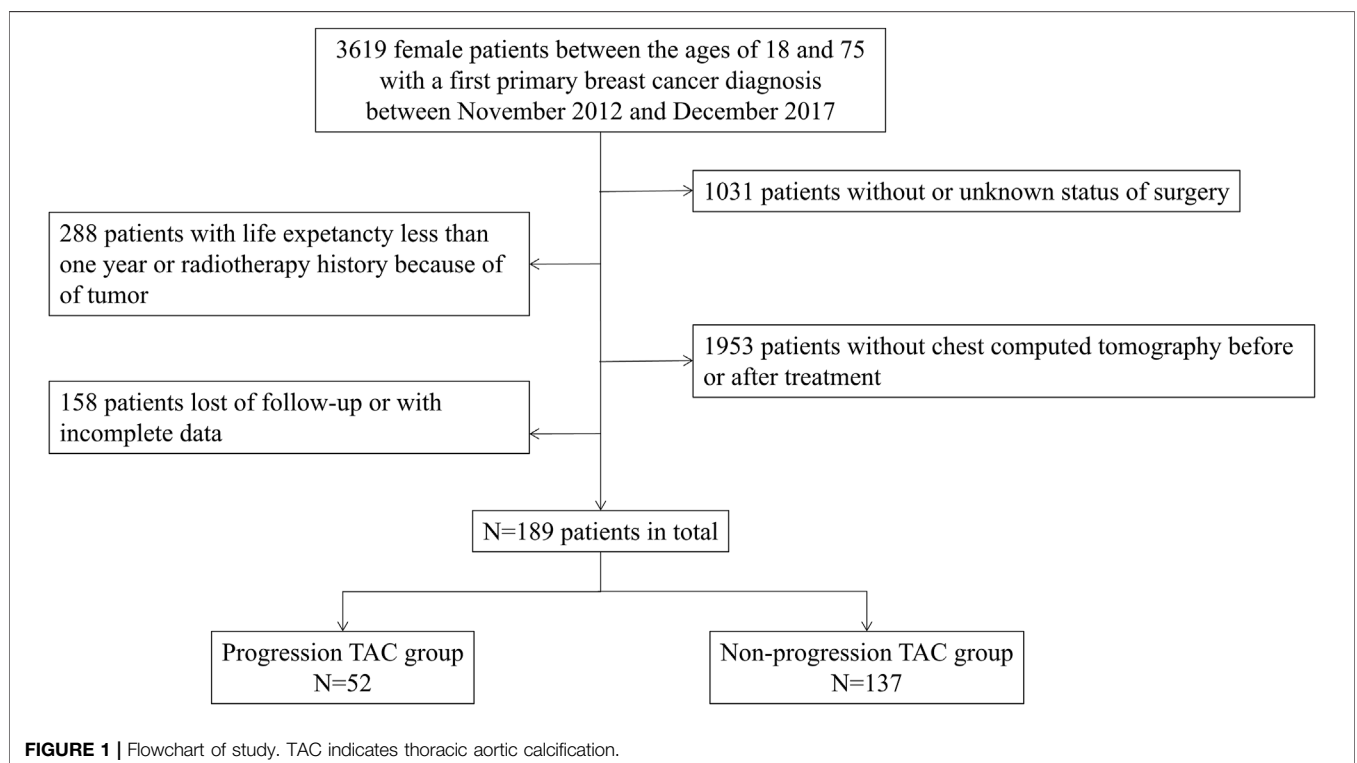 3619 female patients between the ages of 18 and 75
with a first primary breast cancer diagnosis
between November 2012 and December 2017
1031 patients without or unknown status of surgery
288 patients with life expetancty less than
one year or radiotherapy history because of
of tumor
1953 patients without chest computed tomography before
or after treatment
158 patients lost of follow-up or with
incomplete data
N=189 patients in total
Progression TAC group
N=52
Non-progression TAC group
N=137
FIGURE 1 | Flowchart of study. TAC indicates thoracic aortic calcification.